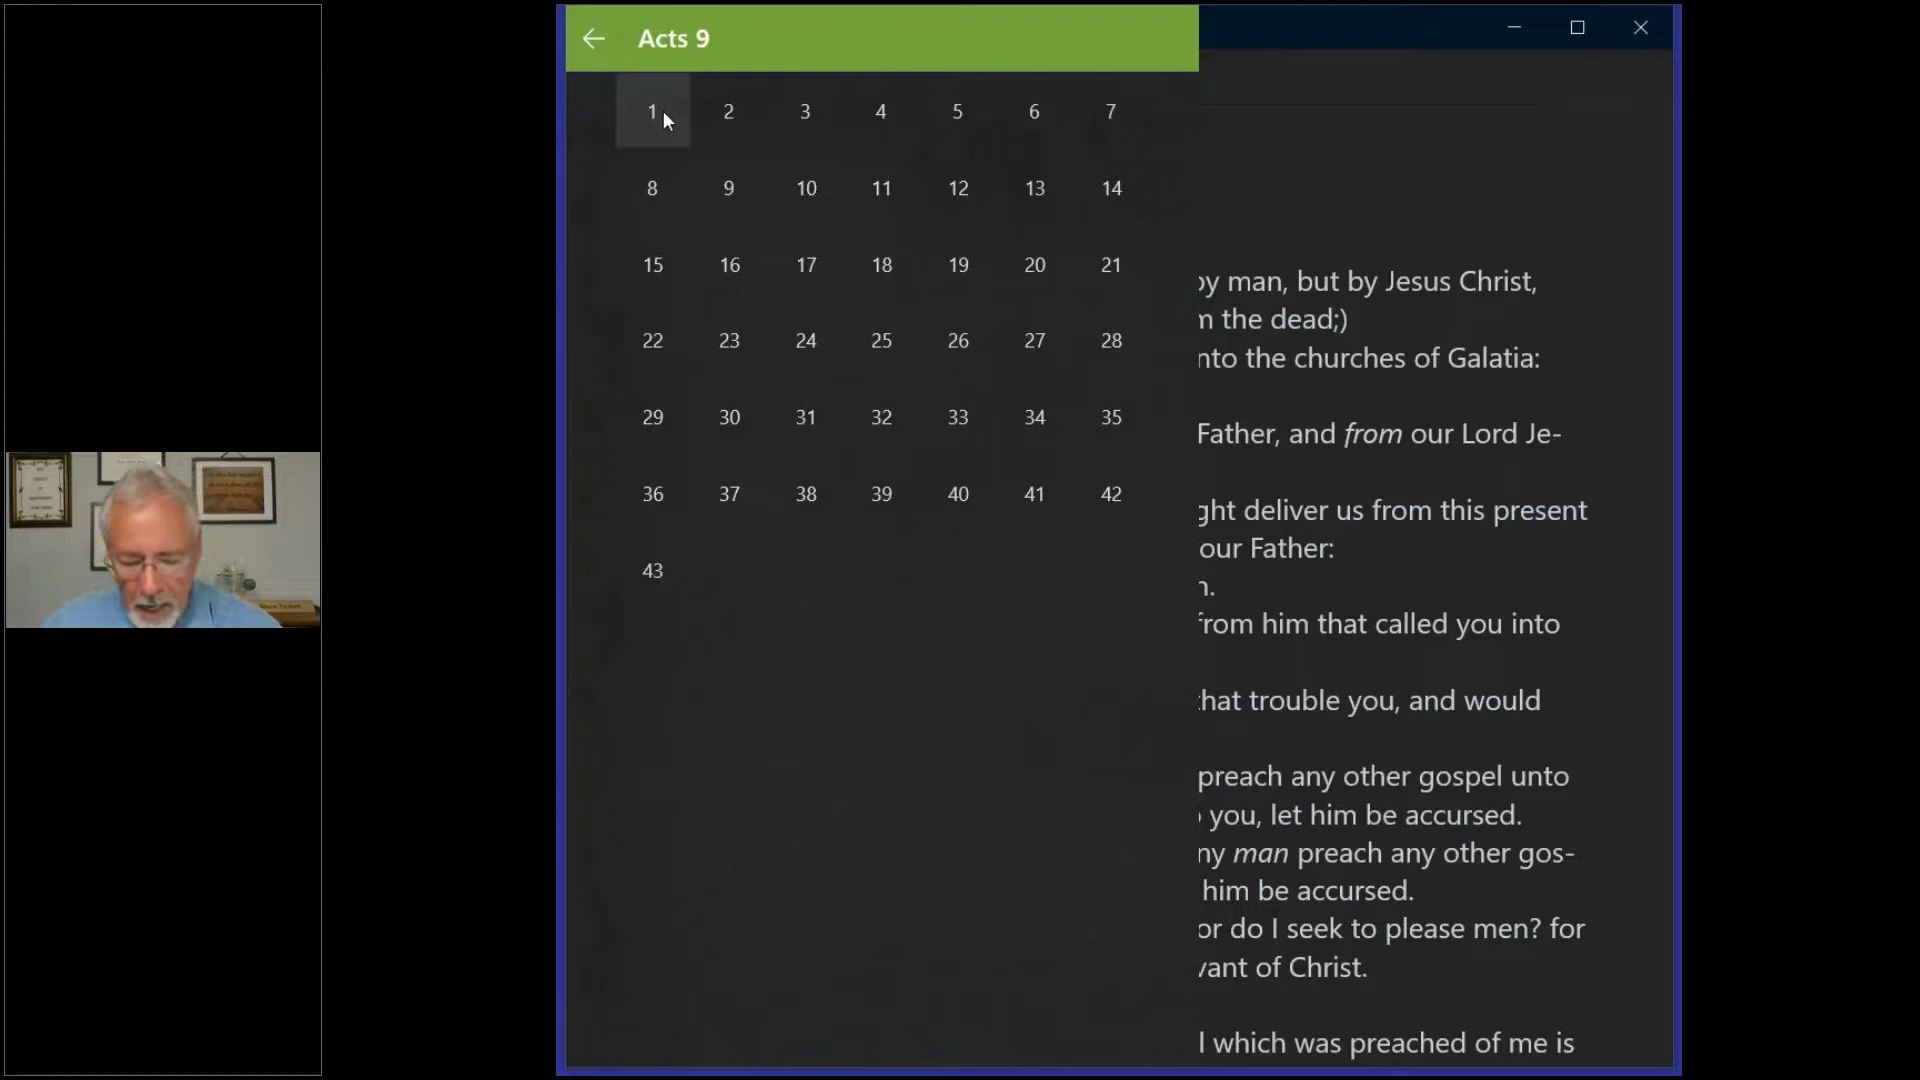 Acts 9
1 2 3 4 5 6 7
8 9 10 11 12 13 14
15 16 17 18 19 20 21
22 23 24 25 26 27 28
29 30 31 32 33 34 35
36 37 38 39 40 41 42
43
by man, but by Jesus Christ,
m the dead;)
nto the churches of Galatia:
Father, and from our Lord Je-
ght deliver us from this present
our Father:
n.
from him that called you into
that trouble you, and would
preach any other gospel unto
you, let him be accursed.
ny man preach any other gos-
him be accursed.
or do I seek to please men? for
vant of Christ.
l which was preached of me is